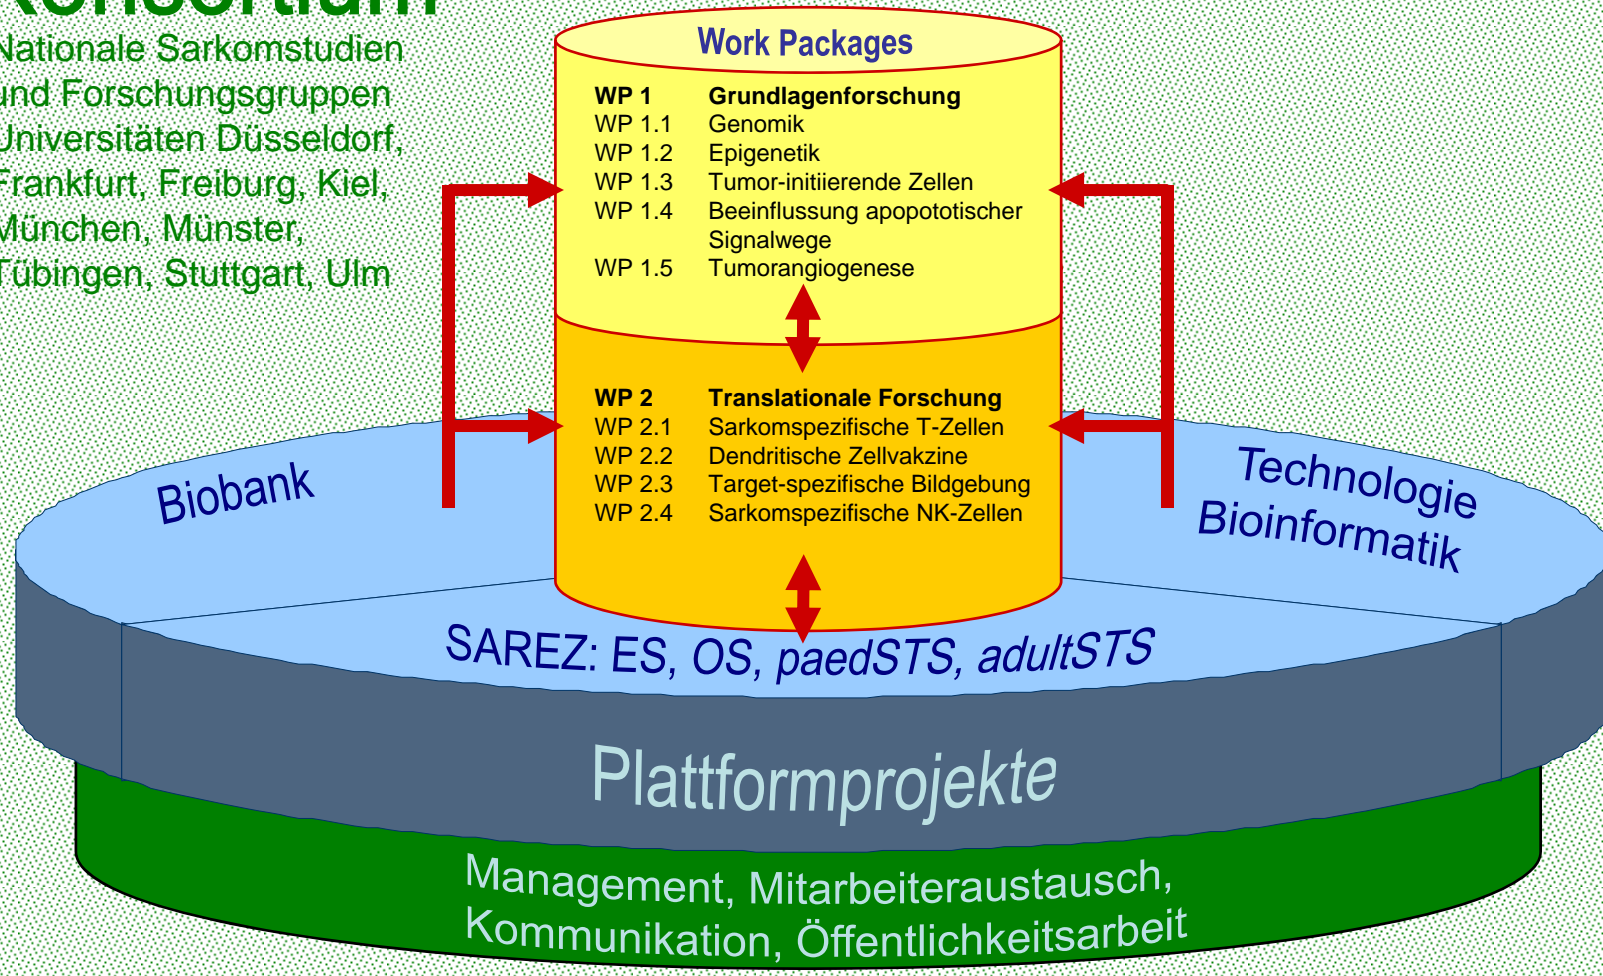 Konsortium
Nationale Sarkomstudien
und Forschungsgruppen
Universitäten Düsseldorf,
Frankfurt, Freiburg, Kiel,
München, Münster,
Tübingen, Stuttgart, Ulm
Work Packages
WP 1 Grundlagenforschung
WP 1.1 Genomik
WP 1.2 Epigenetik
WP 1.3 Tumor-initiierende Zellen
WP 1.4 Beeinflussung apopototischer
Signalwege
WP 1.5 Tumorangiogenese
WP 2 Translationale Forschung
WP 2.1 Sarkomspezifische T-Zellen
WP 2.2 Dendritische Zellvakzine
WP 2.3 Target-spezifische Bildgebung
WP 2.4 Sarkomspezifische NK-Zellen
Biobank
Technologie
Bioinformatik
SAREZ: ES, OS, paedSTS, adultSTS
Plattformprojekte
Management, Mitarbeiteraustausch,
Kommunikation, Öffentlichkeitsarbeit